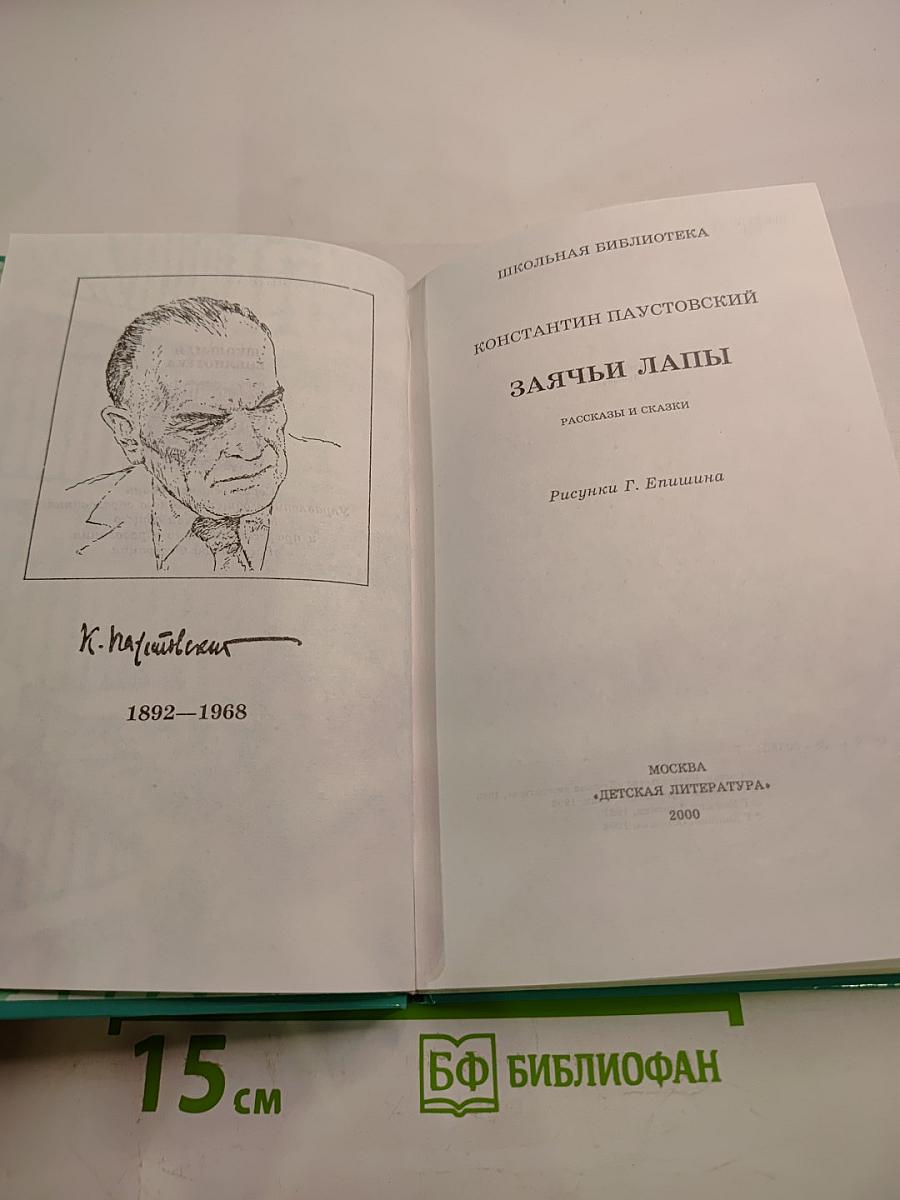 К. Паустовский
1892—1968
ШКОЛЬНАЯ БИБЛИОТЕКА
КОНСТАНТИН ПАУСТОВСКИЙ
ЗАЯЧЬИ ЛАПЫ
РАССКАЗЫ И СКАЗКИ
Рисунки Г. Епишина
МОСКВА
«ДЕТСКАЯ ЛИТЕРАТУРА»
2000
15 см
БФ БИБЛИОФАН